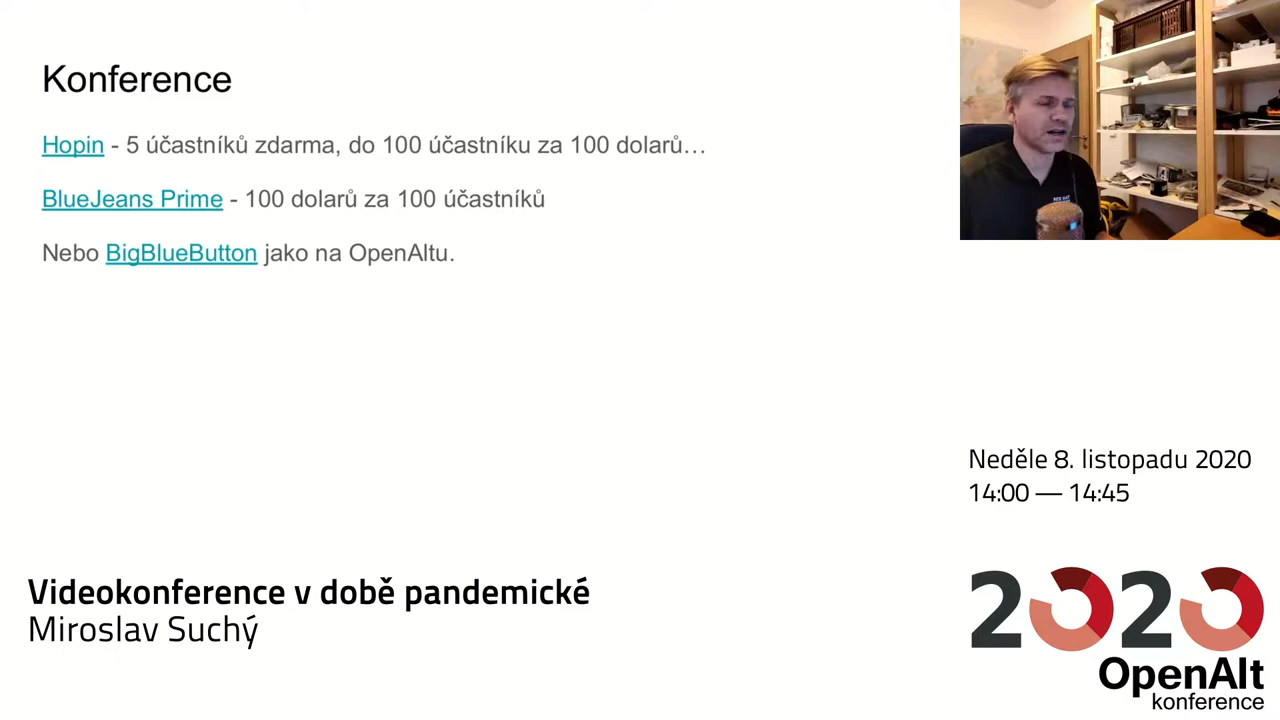 Konference
Hopin - 5 účastníků zdarma, do 100 účastníku za 100 dolarů…
BlueJeans Prime - 100 dolarů za 100 účastníků
Nebo BigBlueButton jako na OpenAltu.
Neděle 8. listopadu 2020
14:00 — 14:45
Videokonference v době pandemické
Miroslav Suchý
2020
OpenAlt
konference